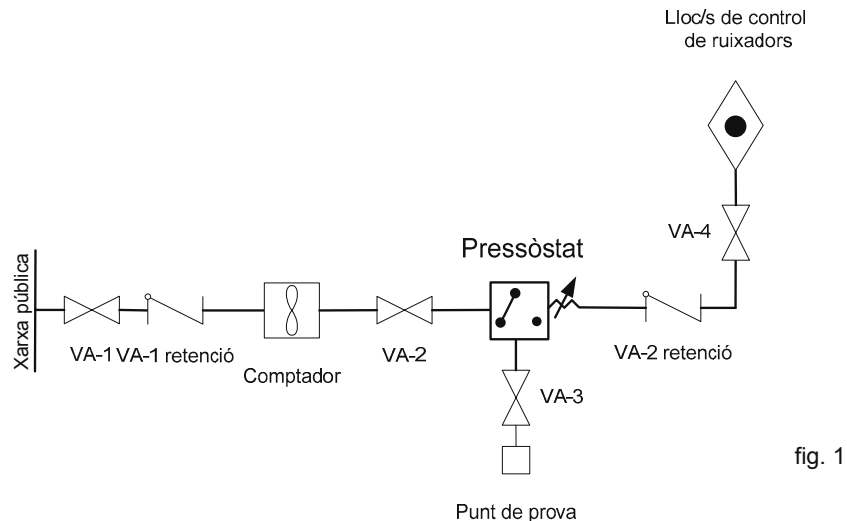 Lloc/s de control
de ruixadors
VA-4
Pressòstat
Xarxa pública
VA-1
VA-1 retenció
Comptador
VA-2
VA-3
VA-2 retenció
Punt de prova
fig. 1